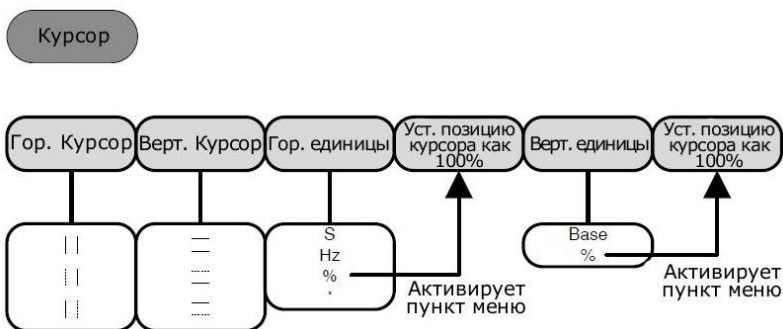 Курсор
Гор. Курсор
Верт. Курсор
Гор. единицы
Уст. позицию
курсора как
100%
Верт. единицы
Уст. позицию
курсора как
100%
S
Hz
%
°
Активирует
пункт меню
Base
%
Активирует
пункт меню